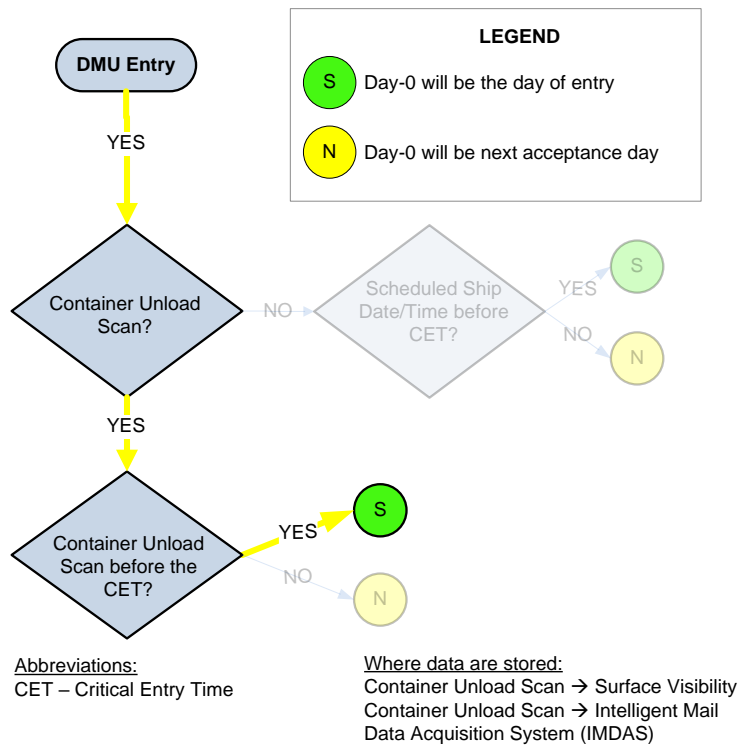 LEGEND
DMU Entry
S
Day-0 will be the day of entry
N
Day-0 will be next acceptance day
YES
Container Unload
Scan?
NO
Scheduled Ship
Date/Time before
CET?
YES
S
NO
N
YES
Container Unload
Scan before the
CET?
YES
S
NO
N
Abbreviations:
CET – Critical Entry Time
Where data are stored:
Container Unload Scan → Surface Visibility
Container Unload Scan → Intelligent Mail
Data Acquisition System (IMDAS)